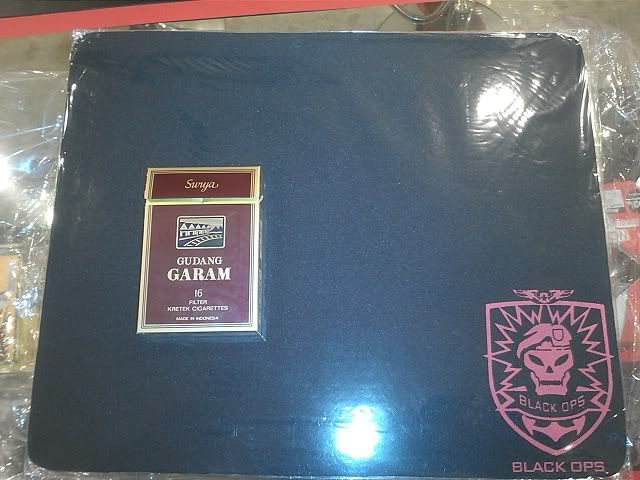 Surya
GUDANG
GARAM
16
FILTER
KRETEK CIGARETTES
MADE IN INDONESIA
BLACK OPS
BLACK OPS